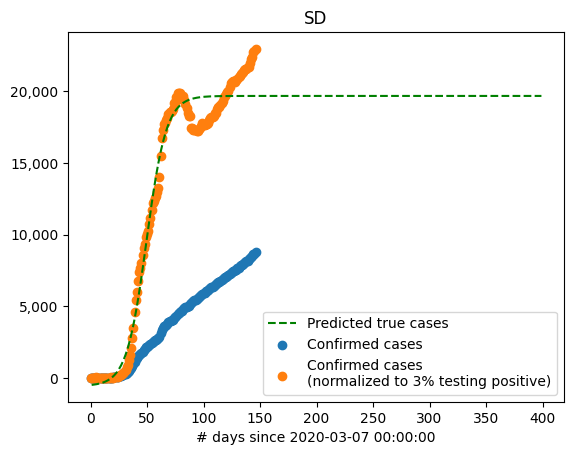 SD
20,000
15,000
10,000
5,000
0
0 50 100 150 200 250 300 350 400
# days since 2020-03-07 00:00:00
Predicted true cases
Confirmed cases
Confirmed cases
(normalized to 3% testing positive)